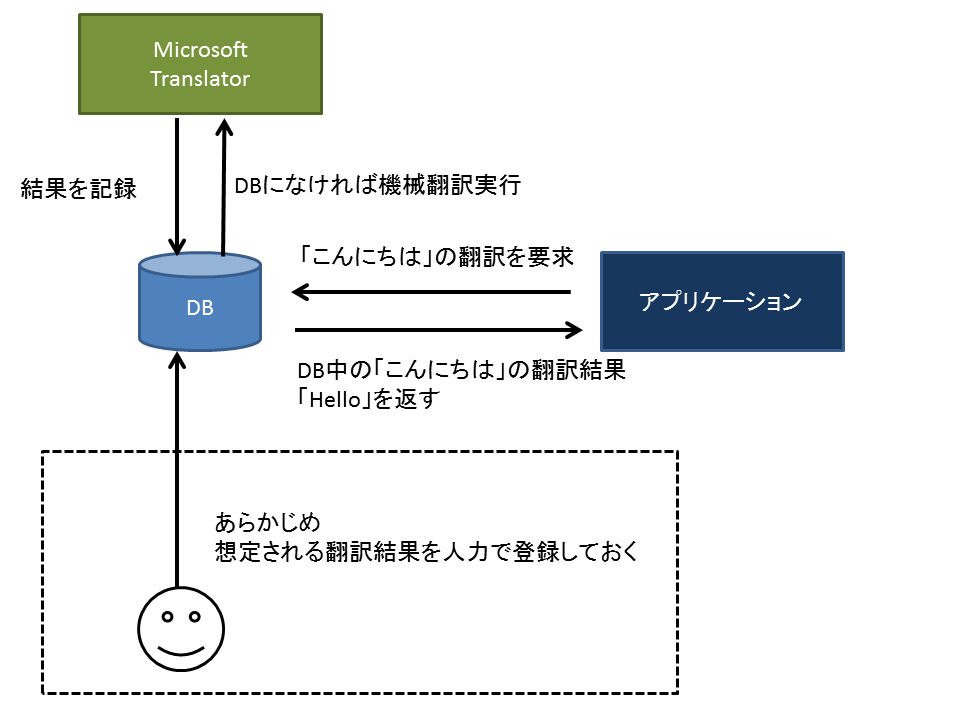 Microsoft
Translator
結果を記録
DBになければ機械翻訳実行
「こんにちは」の翻訳を要求
DB
アプリケーション
DB中の「こんにちは」の翻訳結果
「Hello」を返す
あらかじめ
想定される翻訳結果を人力で登録しておく